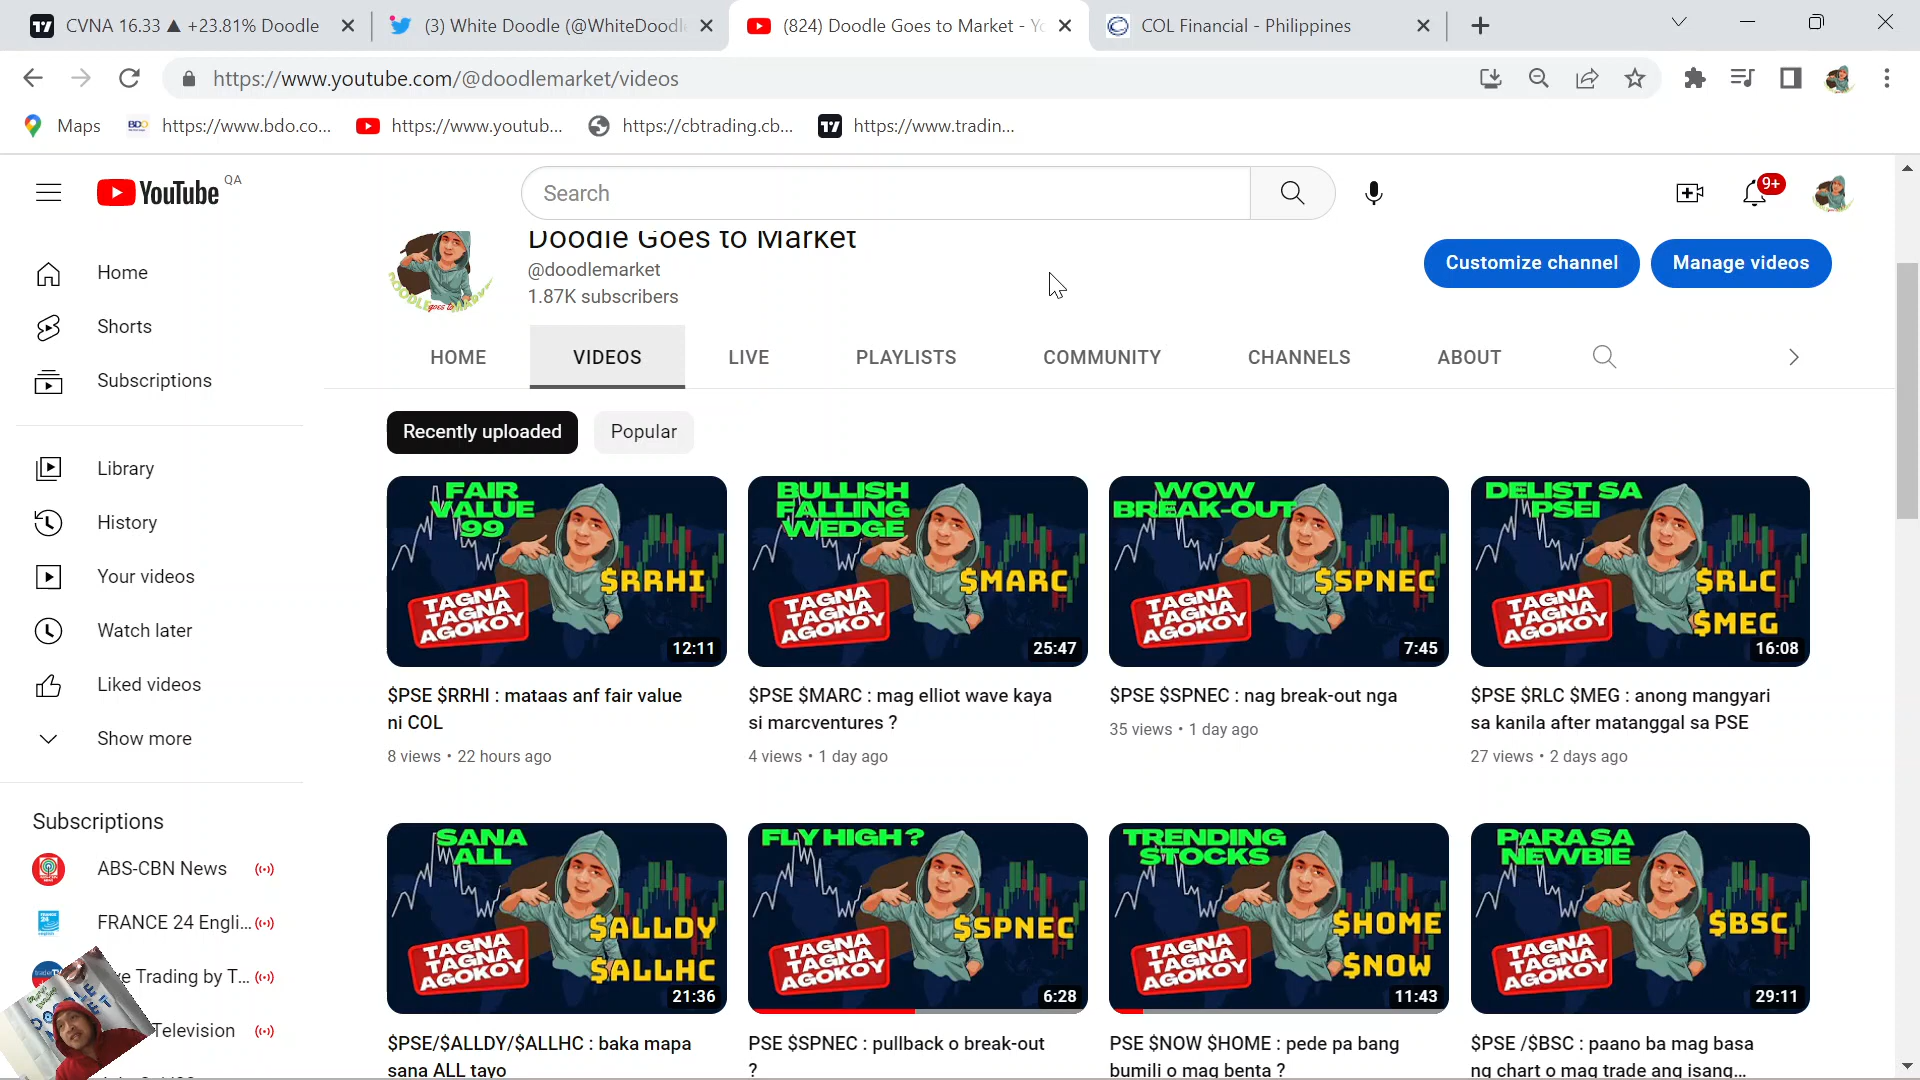 CVNA 16.33 ▲ +23.81% Doodle
(3) White Doodle (@WhiteDoodl
(824) Doodle Goes to Market - Yo
COL Financial - Philippines
https://www.youtube.com/@doodlemarket/videos
Maps
BDO
https://www.bdo.co...
https://www.youtub...
https://cbtrading.cb...
https://www.tradin...
YouTube QA
Search
9+
Doodle Goes to Market
@doodlemarket
1.87K subscribers
Customize channel
Manage videos
Home
Shorts
Subscriptions
HOME
VIDEOS
LIVE
PLAYLISTS
COMMUNITY
CHANNELS
ABOUT
Recently uploaded
Popular
Library
History
Your videos
Watch later
Liked videos
Show more
FAIR
VALUE
99
$RRHI
TAGNA
TAGNA
AGOKOY
12:11
BULLISH
FALLING
WEDGE
$MARC
TAGNA
TAGNA
AGOKOY
25:47
WOW
BREAK-OUT
$SPNEC
TAGNA
TAGNA
AGOKOY
7:45
DELIST SA
PSEI
$RLC
$MEG
TAGNA
TAGNA
AGOKOY
16:08
$PSE $RRHI : mataas anf fair value
ni COL
8 views • 22 hours ago
$PSE $MARC : mag elliot wave kaya
si marcventures ?
4 views • 1 day ago
$PSE $SPNEC : nag break-out nga
35 views • 1 day ago
$PSE $RLC $MEG : anong mangyari
sa kanila after matanggal sa PSE
27 views • 2 days ago
Subscriptions
ABS-CBN News
FRANCE 24 Engli...
e Trading by T...
Television
SANA
ALL
$ALLDY
$ALLHC
TAGNA
TAGNA
AGOKOY
21:36
FLY HIGH ?
$SPNEC
TAGNA
TAGNA
AGOKOY
6:28
TRENDING
STOCKS
$HOME
$NOW
TAGNA
TAGNA
AGOKOY
11:43
PARA SA
NEWBIE
$BSC
TAGNA
TAGNA
AGOKOY
29:11
$PSE/$ALLDY/$ALLHC : baka mapa
sana ALL tayo
PSE $SPNEC : pullback o break-out
?
PSE $NOW $HOME : pede pa bang
bumili o mag benta ?
$PSE /$BSC : paano ba mag basa
ng chart o mag trade ang isang...